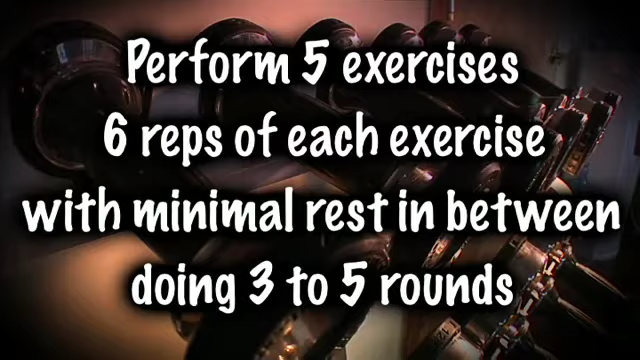 Perform 5 exercises
6 reps of each exercise
with minimal rest in between
doing 3 to 5 rounds